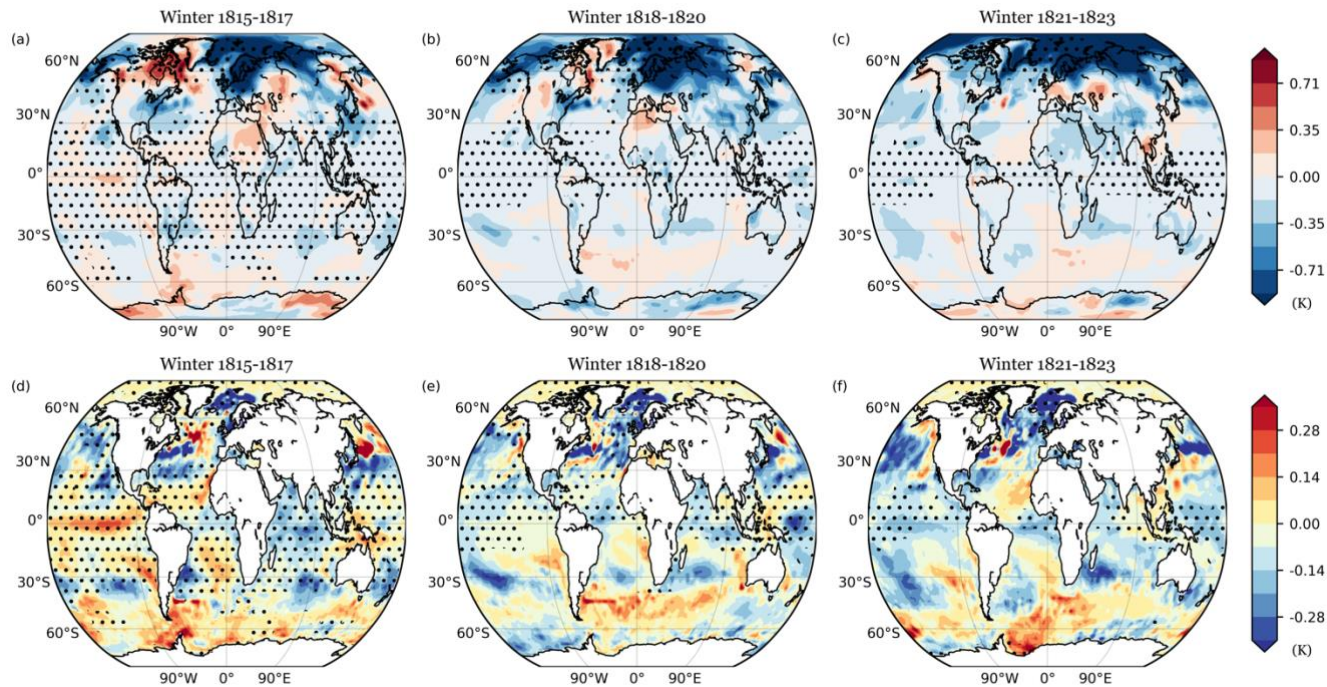 Winter 1815-1817 Winter 1818-1820 Winter 1821-1823
(a) (b) (c)
60°N 60°N 60°N
0.71
30°N 30°N 30°N
0.35
0° 0° 0°
0.00
-0.35
30°S 30°S 30°S
-0.71
60°S 60°S 60°S
(K)
90°W 0° 90°E 90°W 0° 90°E 90°W 0° 90°E
Winter 1815-1817 Winter 1818-1820 Winter 1821-1823
(d) (e) (f)
60°N 60°N 60°N
0.28
30°N 30°N 30°N
0.14
0° 0° 0°
0.00
-0.14
30°S 30°S 30°S
-0.28
60°S 60°S 60°S
(K)
90°W 0° 90°E 90°W 0° 90°E 90°W 0° 90°E